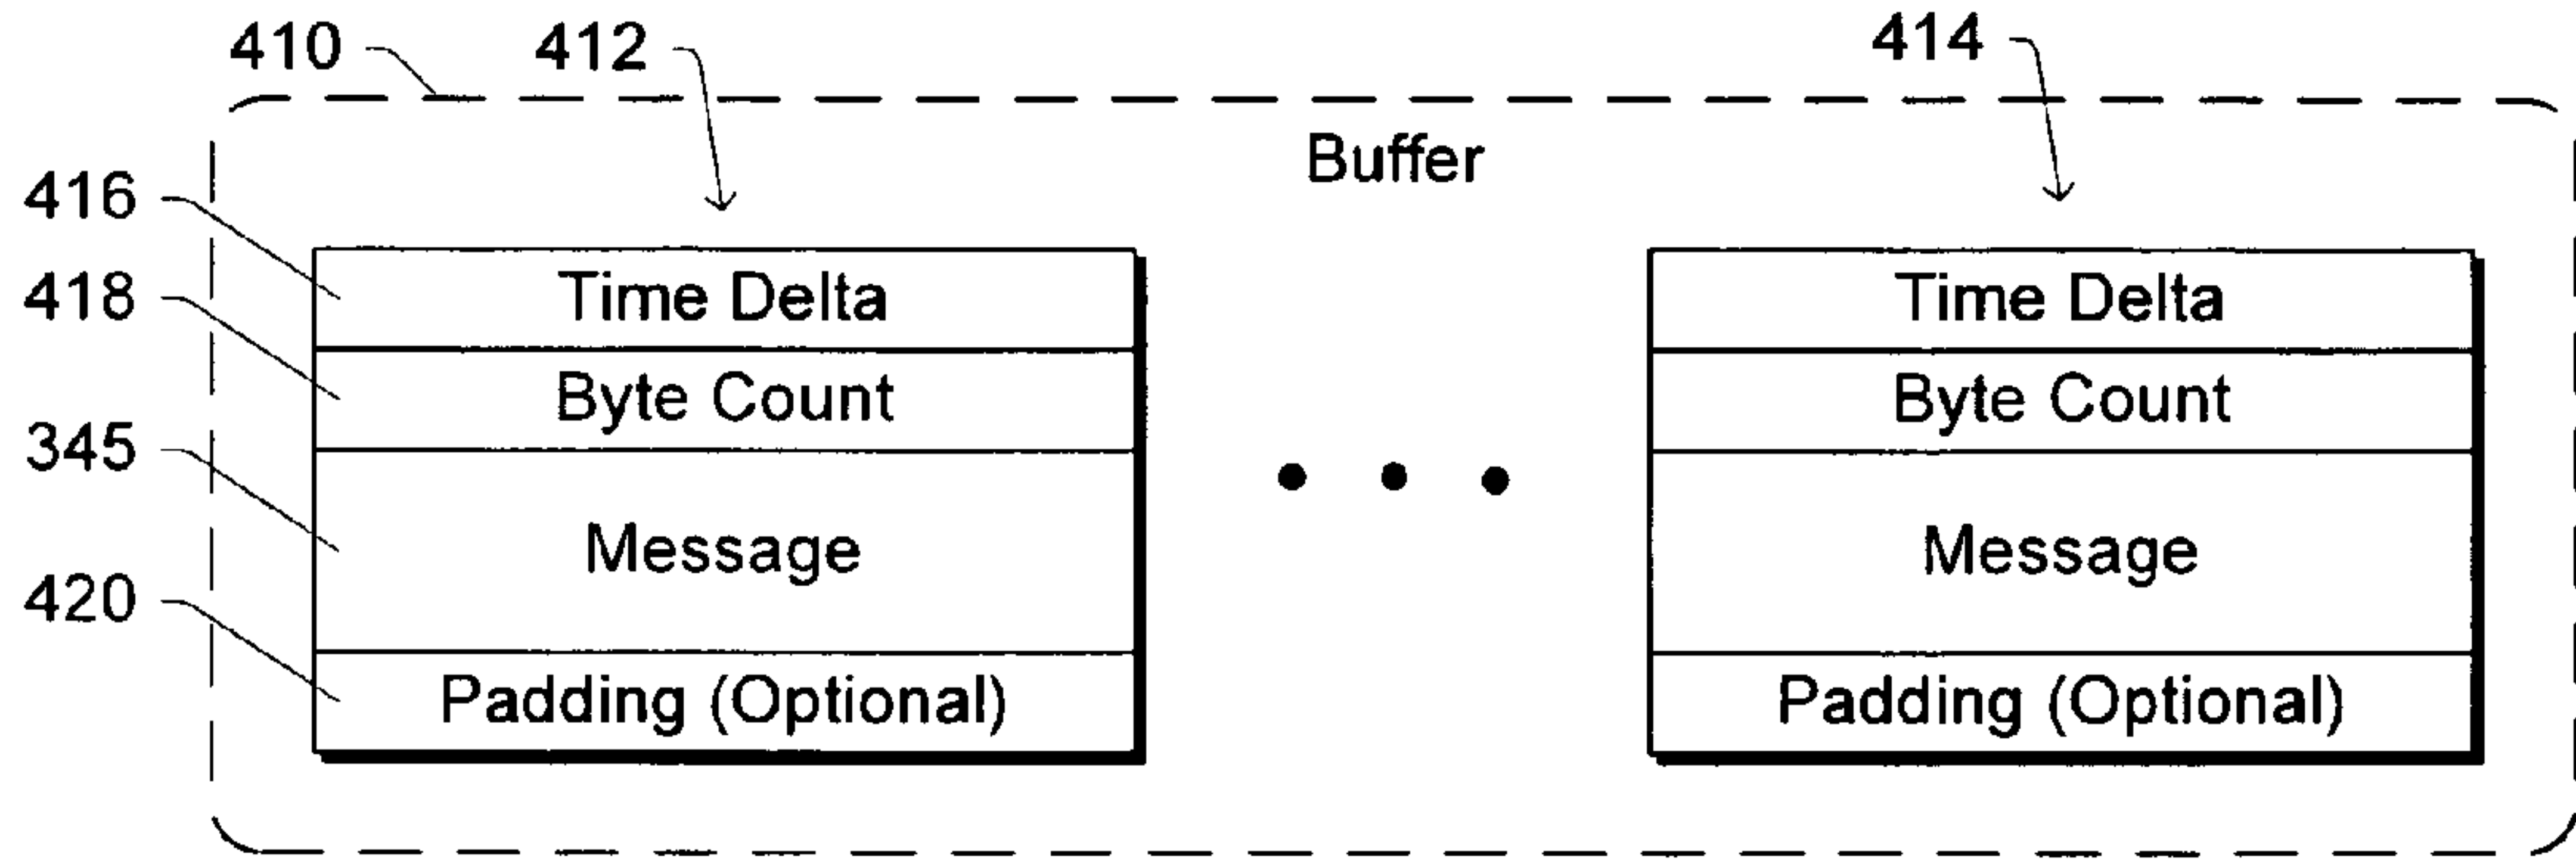 410 412 414
Buffer
416 Time Delta Time Delta
418 Byte Count Byte Count
345 Message Message
420 Padding (Optional) Padding (Optional)